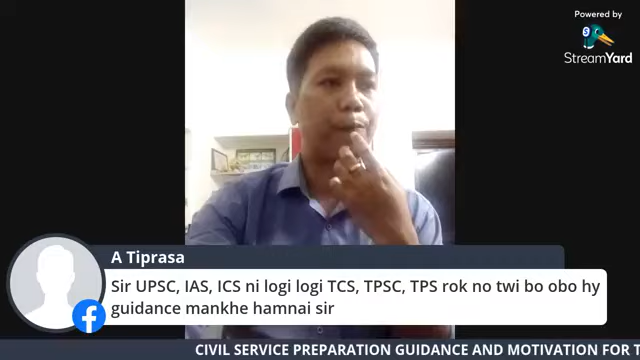 Powered by
StreamYard
A Tiprasa
Sir UPSC, IAS, ICS ni logi logi TCS, TPSC, TPS rok no twi bo obo hy
guidance mankhe hamnai sir
CIVIL SERVICE PREPARATION GUIDANCE AND MOTIVATION FOR T